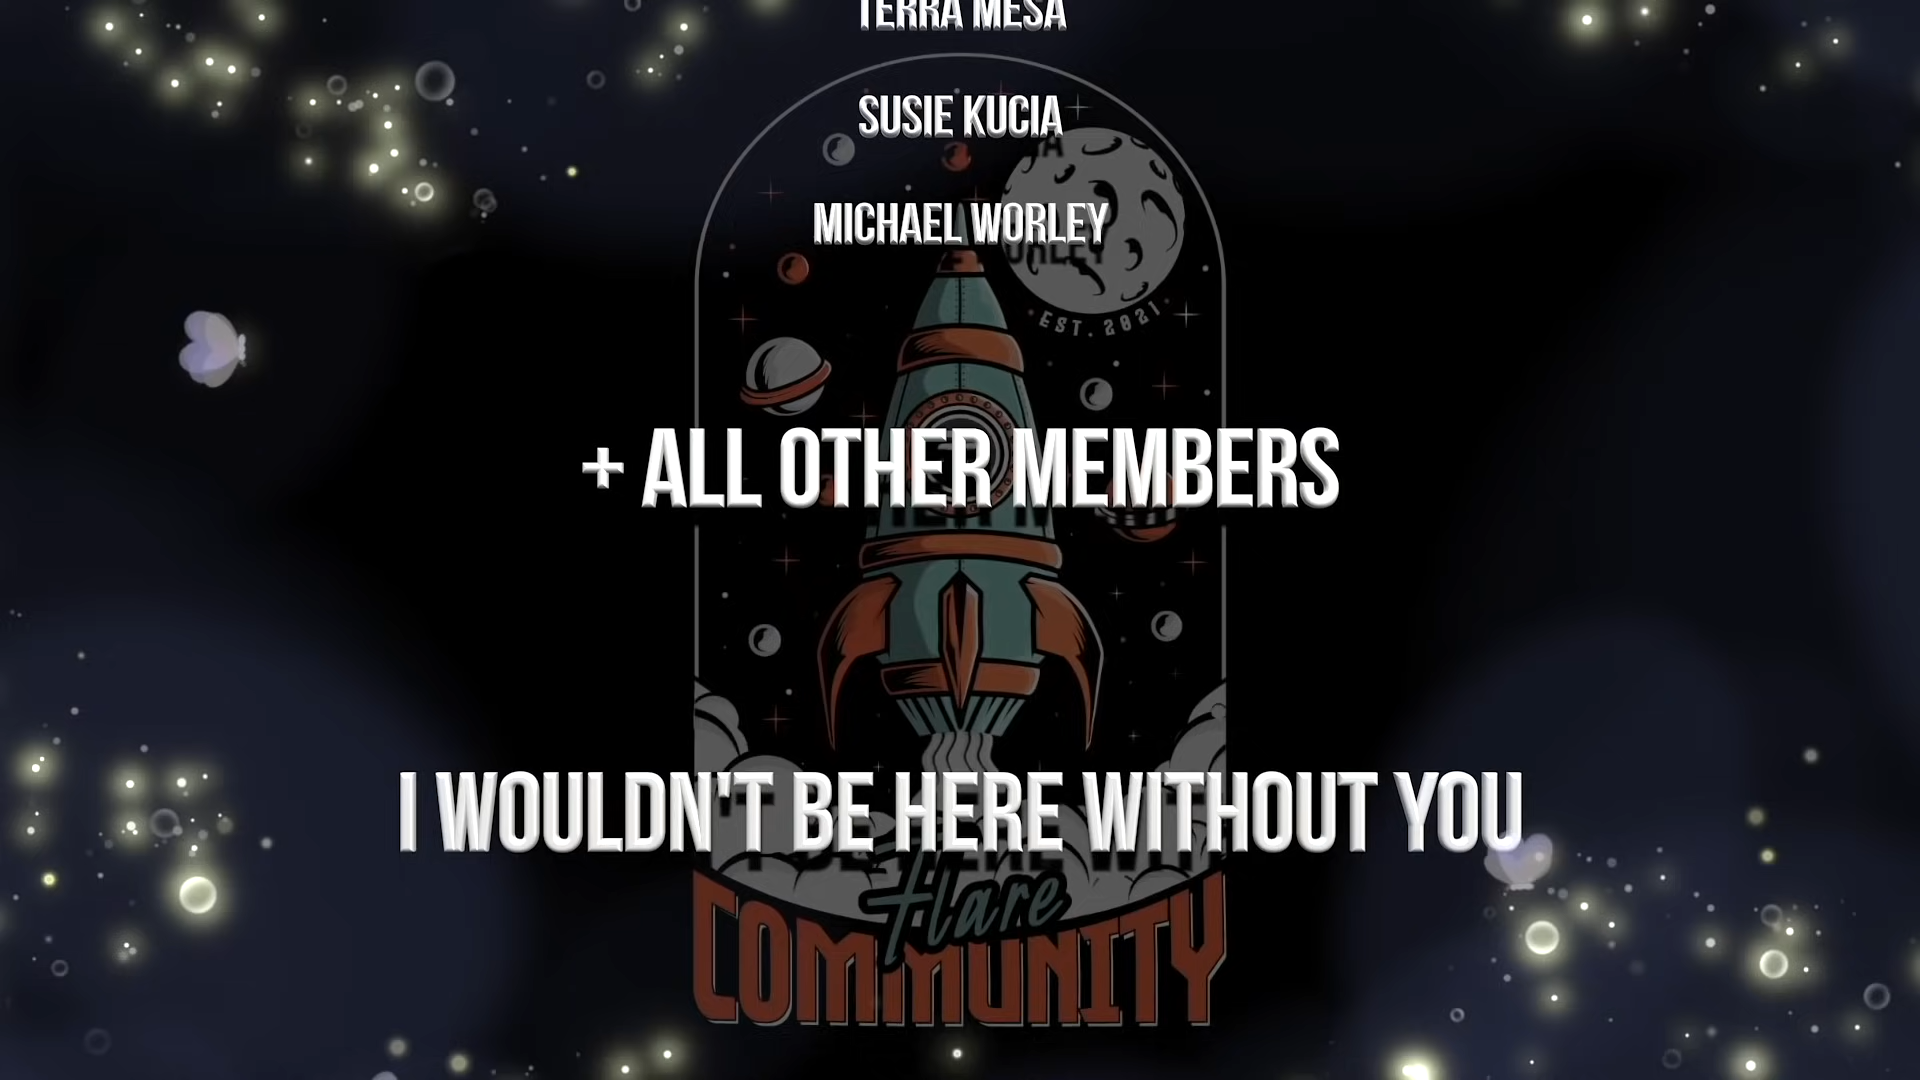 TERRA MESA
SUSIE KUCIA
MICHAEL WORLEY
EST. 2021
+ ALL OTHER MEMBERS
I WOULDN'T BE HERE WITHOUT YOU
flare
COMMUNITY